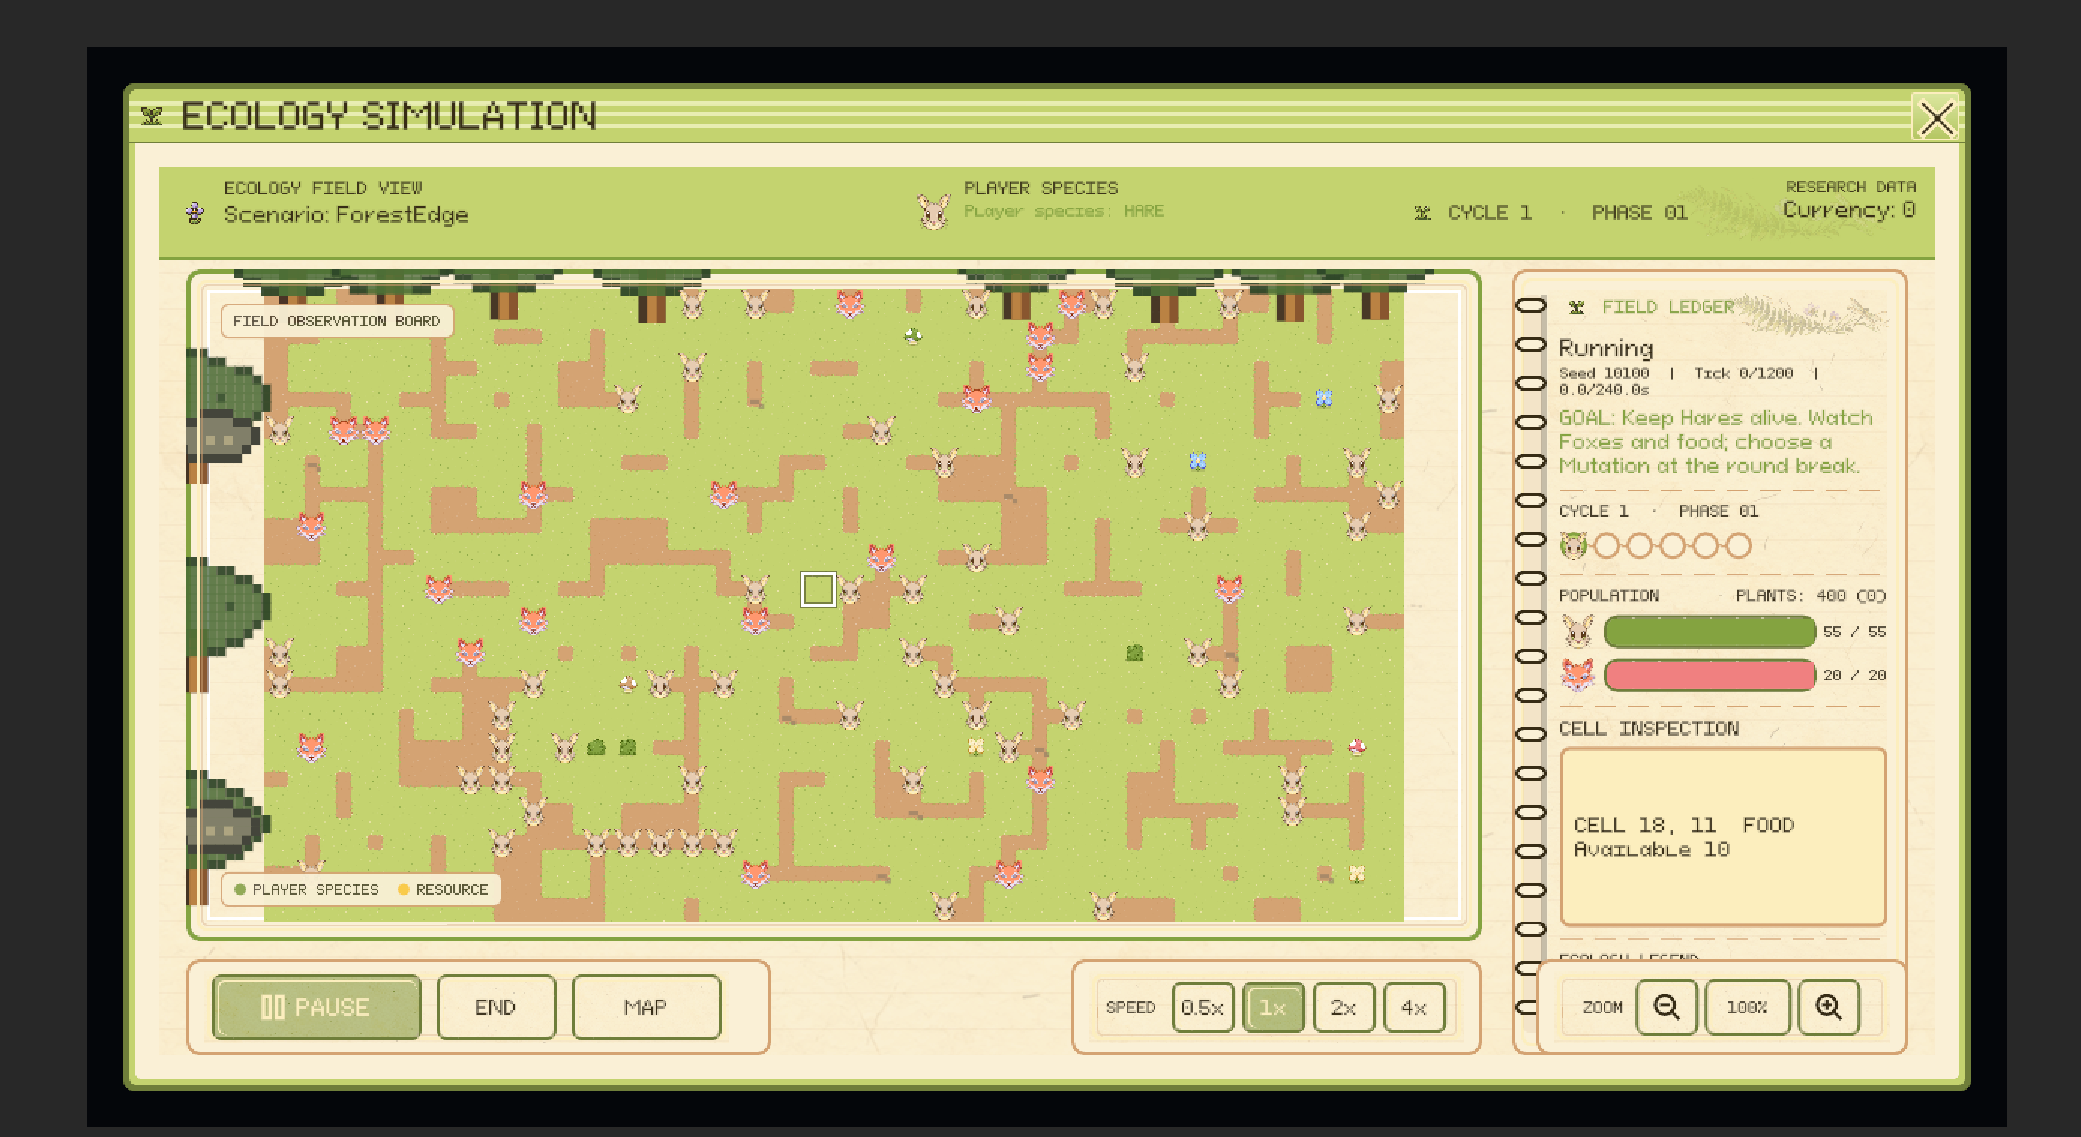 ECOLOGY SIMULATION
ECOLOGY FIELD VIEW
Scenario: ForestEdge
PLAYER SPECIES
Player species: HARE
CYCLE 1 · PHASE 01
RESEARCH DATA
Currency: 0
FIELD OBSERVATION BOARD
PLAYER SPECIES
RESOURCE
FIELD LEDGER
Running
Seed 10100 | Tick 0/1200 |
0.0/240.0s
GOAL: Keep Hares alive. Watch
Foxes and food; choose a
Mutation at the round break.
CYCLE 1 · PHASE 01
POPULATION PLANTS: 400 (0)
55 / 55
20 / 20
CELL INSPECTION
CELL 18, 11 FOOD
Available 10
ECOLOGY LEGEND
PAUSE
END
MAP
SPEED 0.5x 1x 2x 4x
ZOOM 100%